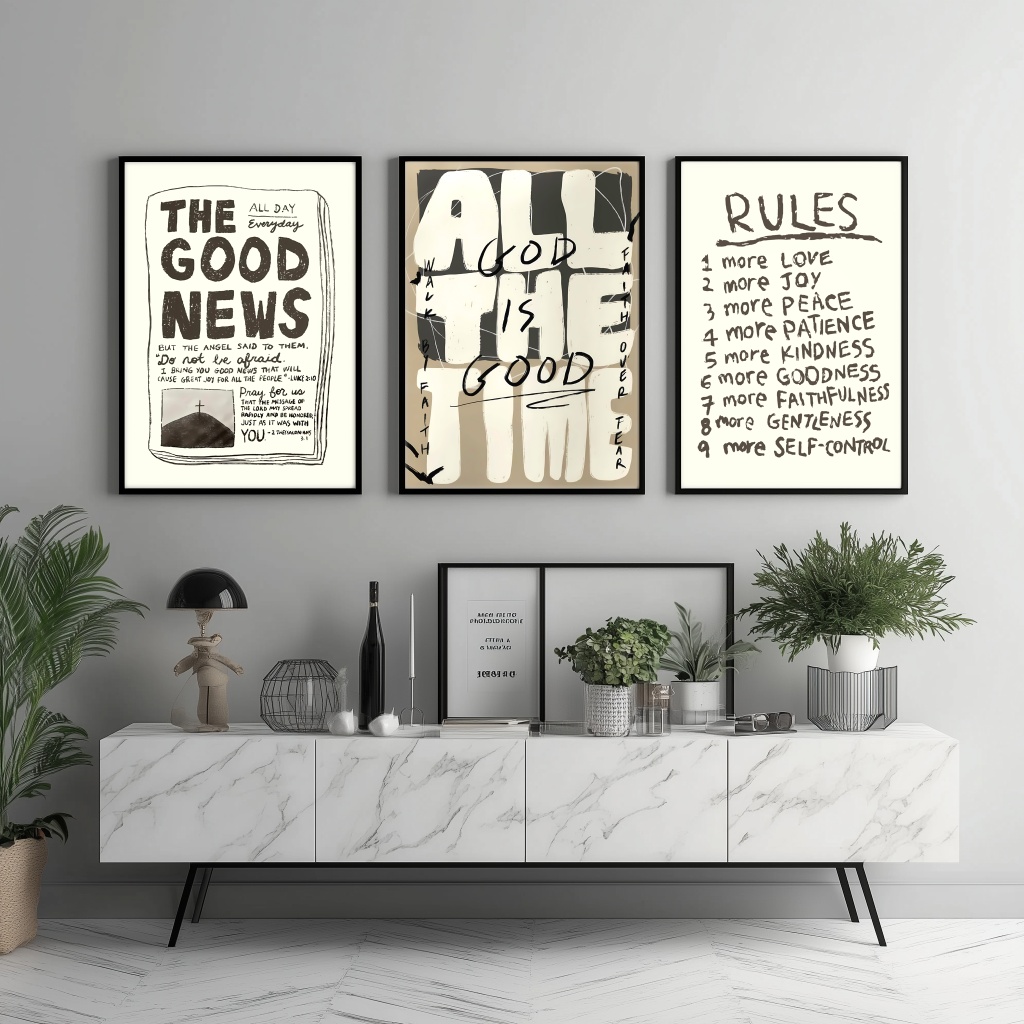 THE
ALL DAY
Everyday
GOOD
NEWS
BUT THE ANGEL SAID TO THEM,
"Do not be afraid.
I BRING YOU GOOD NEWS THAT WILL
CAUSE GREAT JOY FOR ALL THE PEOPLE" -LUKE 2:10
Pray for us
THAT THE MESSAGE OF
THE LORD MAY SPREAD
RAPIDLY AND BE HONORED,
JUST AS IT WAS WITH
YOU -2 THESSALONIANS
3:1
ALL
THE
TIME
GOD
IS
GOOD
WALK BY FAITH
FAITH OVER FEAR
RULES
1 more LOVE
2 more JOY
3 more PEACE
4 more PATIENCE
5 more KINDNESS
6 more GOODNESS
7 more FAITHFULNESS
8 more GENTLENESS
9 more SELF-CONTROL